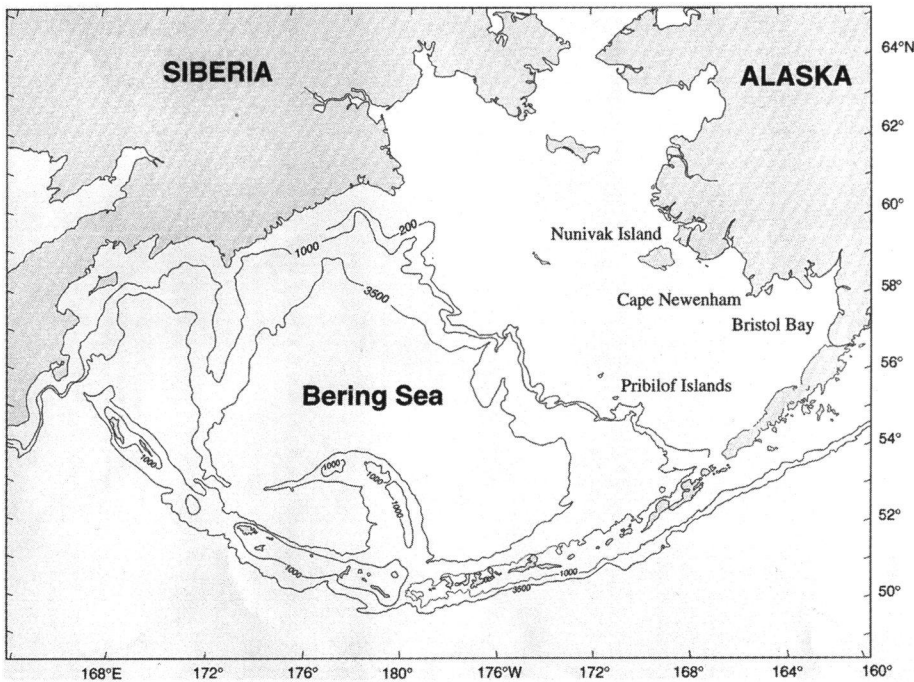 64°N
SIBERIA
ALASKA
62°
60°
200
1000
Nunivak Island
3500
58°
Cape Newenham
Bristol Bay
56°
Bering Sea
Pribilof Islands
54°
1000
1000
1000
1000
52°
1000
1000
3500
50°
168°E
172°
176°
180°
176°W
172°
168°
164°
160°